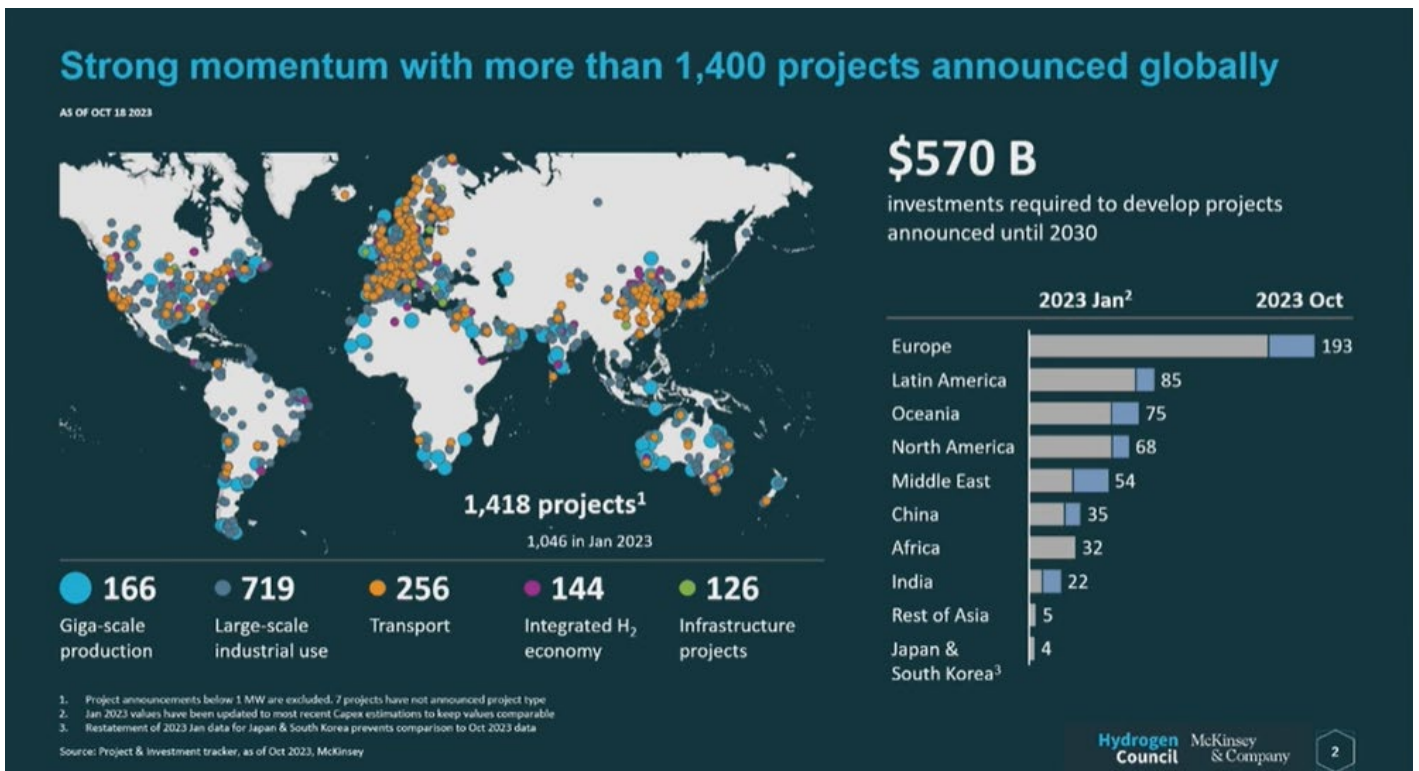 Strong momentum with more than 1,400 projects announced globally
AS OF OCT 18 2023
1,418 projects¹
1,046 in Jan 2023
166
Giga-scale
production
719
Large-scale
industrial use
256
Transport
144
Integrated H₂
economy
126
Infrastructure
projects
$570 B
investments required to develop projects
announced until 2030
2023 Jan² 2023 Oct
Europe 193
Latin America 85
Oceania 75
North America 68
Middle East 54
China 35
Africa 32
India 22
Rest of Asia 5
Japan & 4
South Korea³
1. Project announcements below 1 MW are excluded. 7 projects have not announced project type
2. Jan 2023 values have been updated to most recent Capex estimations to keep values comparable
3. Restatement of 2023 Jan data for Japan & South Korea prevents comparison to Oct 2023 data
Source: Project & Investment tracker, as of Oct 2023, McKinsey
Hydrogen
Council
McKinsey
& Company
2